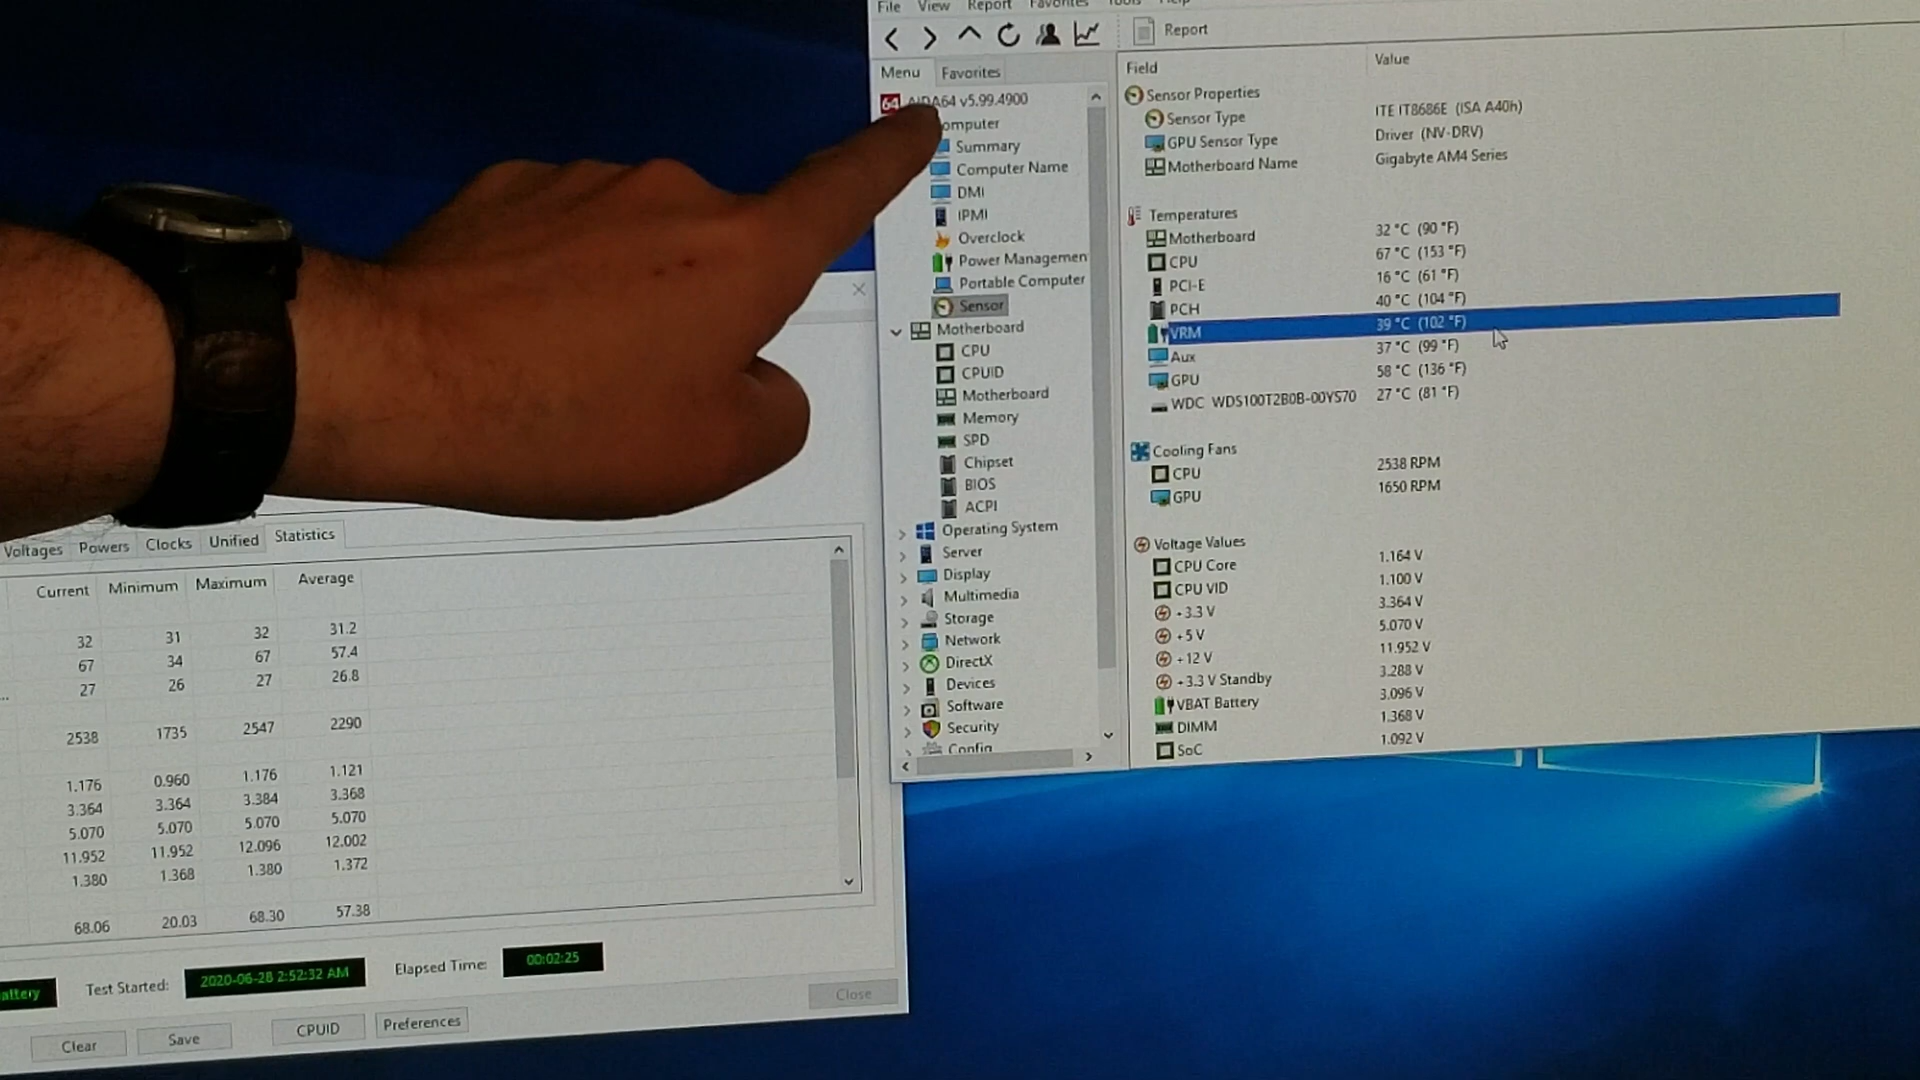 File View Report Favorites Tools Help
Report
Menu Favorites
AIDA64 v5.99.4900
omputer
Summary
Computer Name
DMI
IPMI
Overclock
Power Managemen
Portable Computer
Sensor
Motherboard
CPU
CPUID
Motherboard
Memory
SPD
Chipset
BIOS
ACPI
Operating System
Server
Display
Multimedia
Storage
Network
DirectX
Devices
Software
Security
Config
Field Value
Sensor Properties
Sensor Type ITE IT8686E (ISA A40h)
GPU Sensor Type Driver (NV-DRV)
Motherboard Name Gigabyte AM4 Series
Temperatures
Motherboard 32 °C (90 °F)
CPU 67 °C (153 °F)
PCI-E 16 °C (61 °F)
PCH 40 °C (104 °F)
VRM 39 °C (102 °F)
Aux 37 °C (99 °F)
GPU 58 °C (136 °F)
WDC WDS100T2B0B-00YS70 27 °C (81 °F)
Cooling Fans
CPU 2538 RPM
GPU 1650 RPM
Voltage Values
CPU Core 1.164 V
CPU VID 1.100 V
+3.3 V 3.364 V
+5 V 5.070 V
+12 V 11.952 V
+3.3 V Standby 3.288 V
VBAT Battery 3.096 V
DIMM 1.368 V
SoC 1.092 V
Voltages Powers Clocks Unified Statistics
Current Minimum Maximum Average
32 31 32 31.2
67 34 67 57.4
... 27 26 27 26.8
2538 1735 2547 2290
1.176 0.960 1.176 1.121
3.364 3.364 3.384 3.368
5.070 5.070 5.070 5.070
11.952 11.952 12.096 12.002
1.380 1.368 1.380 1.372
68.06 20.03 68.30 57.38
attery Test Started: 2020-06-28 2:52:32 AM Elapsed Time: 00:02:25
Close
Clear Save CPUID Preferences